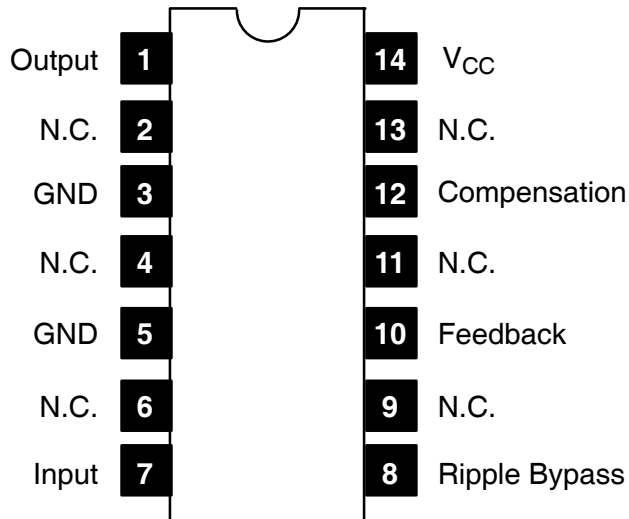 Output 1 14 VCC
N.C. 2 13 N.C.
GND 3 12 Compensation
N.C. 4 11 N.C.
GND 5 10 Feedback
N.C. 6 9 N.C.
Input 7 8 Ripple Bypass